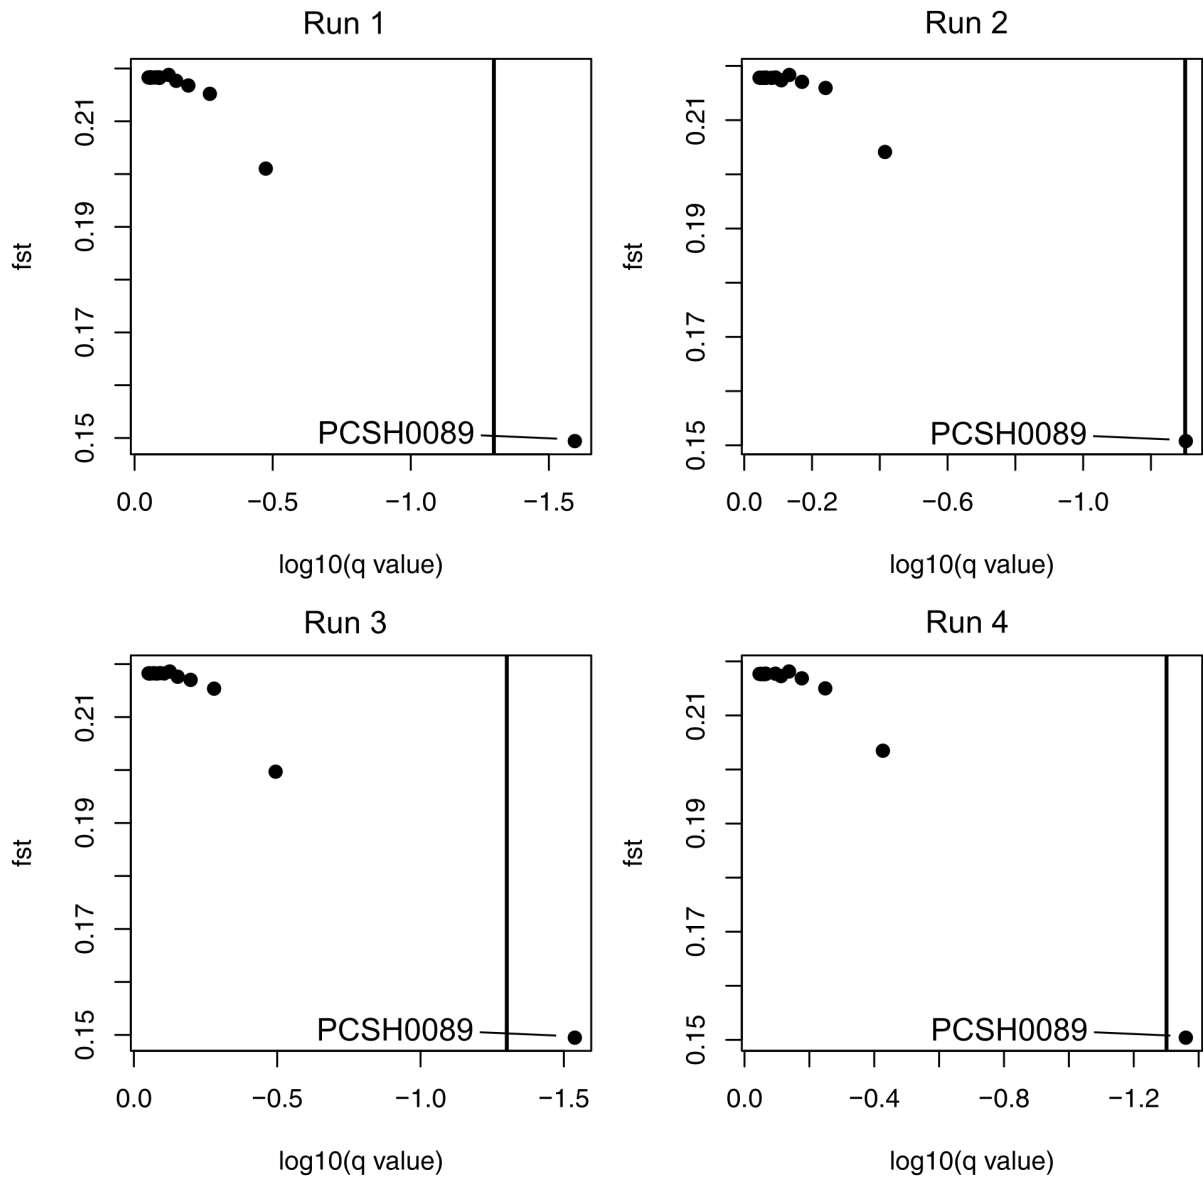 Run 1
fst
0.21
0.19
0.17
0.15
PCSH0089
0.0 −0.5 −1.0 −1.5
log10(q value)
Run 2
fst
0.21
0.19
0.17
0.15
PCSH0089
0.0 −0.2 −0.6 −1.0
log10(q value)
Run 3
fst
0.21
0.19
0.17
0.15
PCSH0089
0.0 −0.5 −1.0 −1.5
log10(q value)
Run 4
fst
0.21
0.19
0.17
0.15
PCSH0089
0.0 −0.4 −0.8 −1.2
log10(q value)